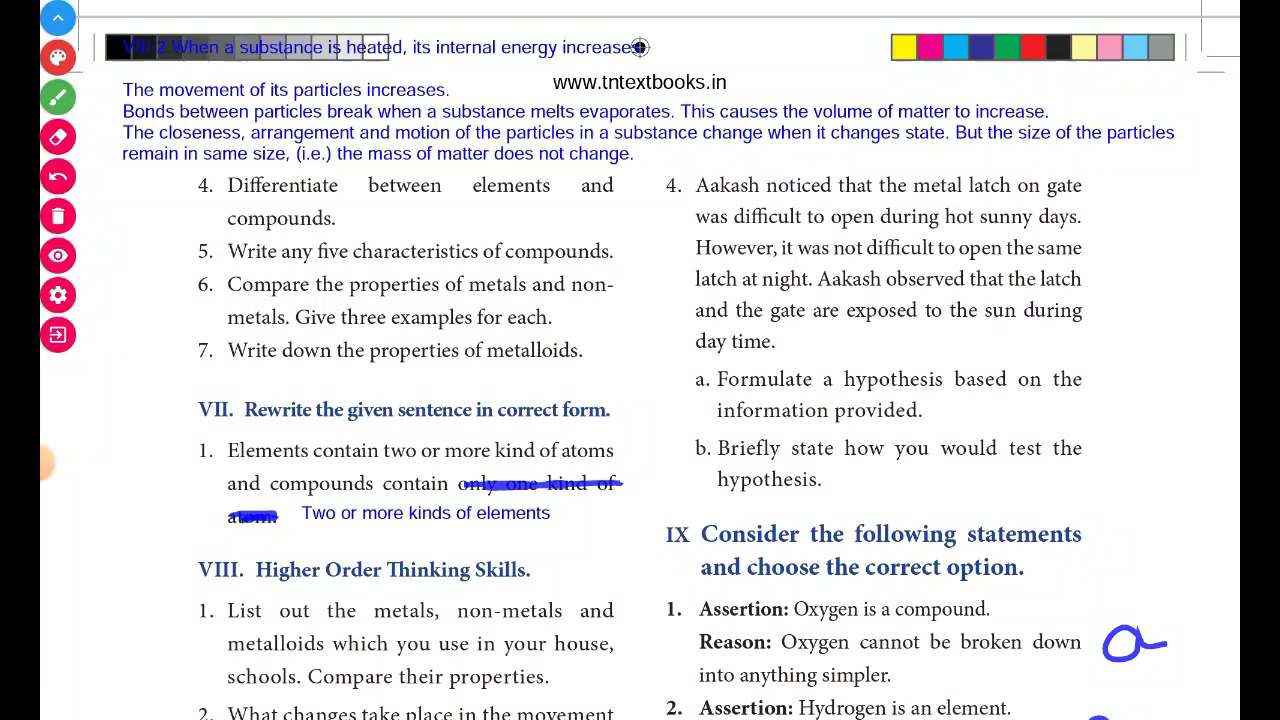 VIII-2 When a substance is heated, its internal energy increases
www.tntextbooks.in
The movement of its particles increases.
Bonds between particles break when a substance melts evaporates. This causes the volume of matter to increase.
The closeness, arrangement and motion of the particles in a substance change when it changes state. But the size of the particles
remain in same size, (i.e.) the mass of matter does not change.
4. Differentiate between elements and
compounds.
5. Write any five characteristics of compounds.
6. Compare the properties of metals and non-
metals. Give three examples for each.
7. Write down the properties of metalloids.
VII. Rewrite the given sentence in correct form.
1. Elements contain two or more kind of atoms
and compounds contain only one kind of
atom. Two or more kinds of elements
VIII. Higher Order Thinking Skills.
1. List out the metals, non-metals and
metalloids which you use in your house,
schools. Compare their properties.
2. What changes take place in the movement
4. Aakash noticed that the metal latch on gate
was difficult to open during hot sunny days.
However, it was not difficult to open the same
latch at night. Aakash observed that the latch
and the gate are exposed to the sun during
day time.
a. Formulate a hypothesis based on the
information provided.
b. Briefly state how you would test the
hypothesis.
IX Consider the following statements
and choose the correct option.
1. Assertion: Oxygen is a compound.
Reason: Oxygen cannot be broken down
into anything simpler.
a
2. Assertion: Hydrogen is an element.